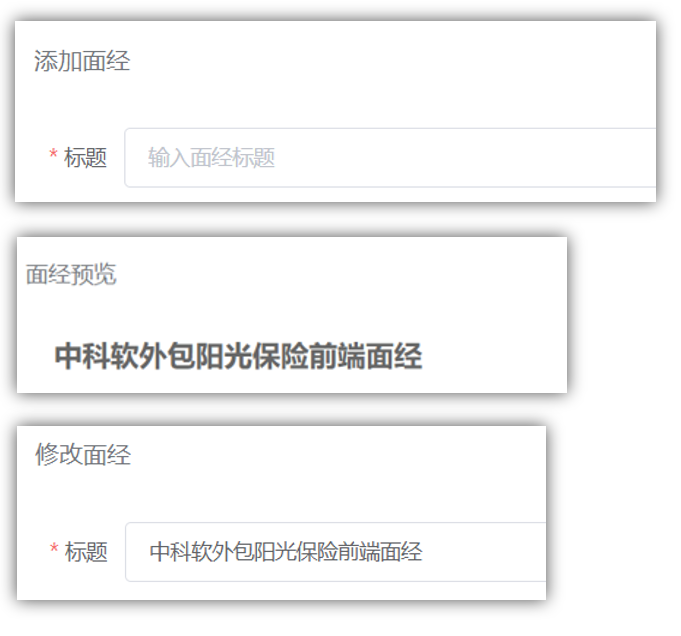 添加面经
* 标题 输入面经标题
面经预览
中科软外包阳光保险前端面经
修改面经
* 标题 中科软外包阳光保险前端面经